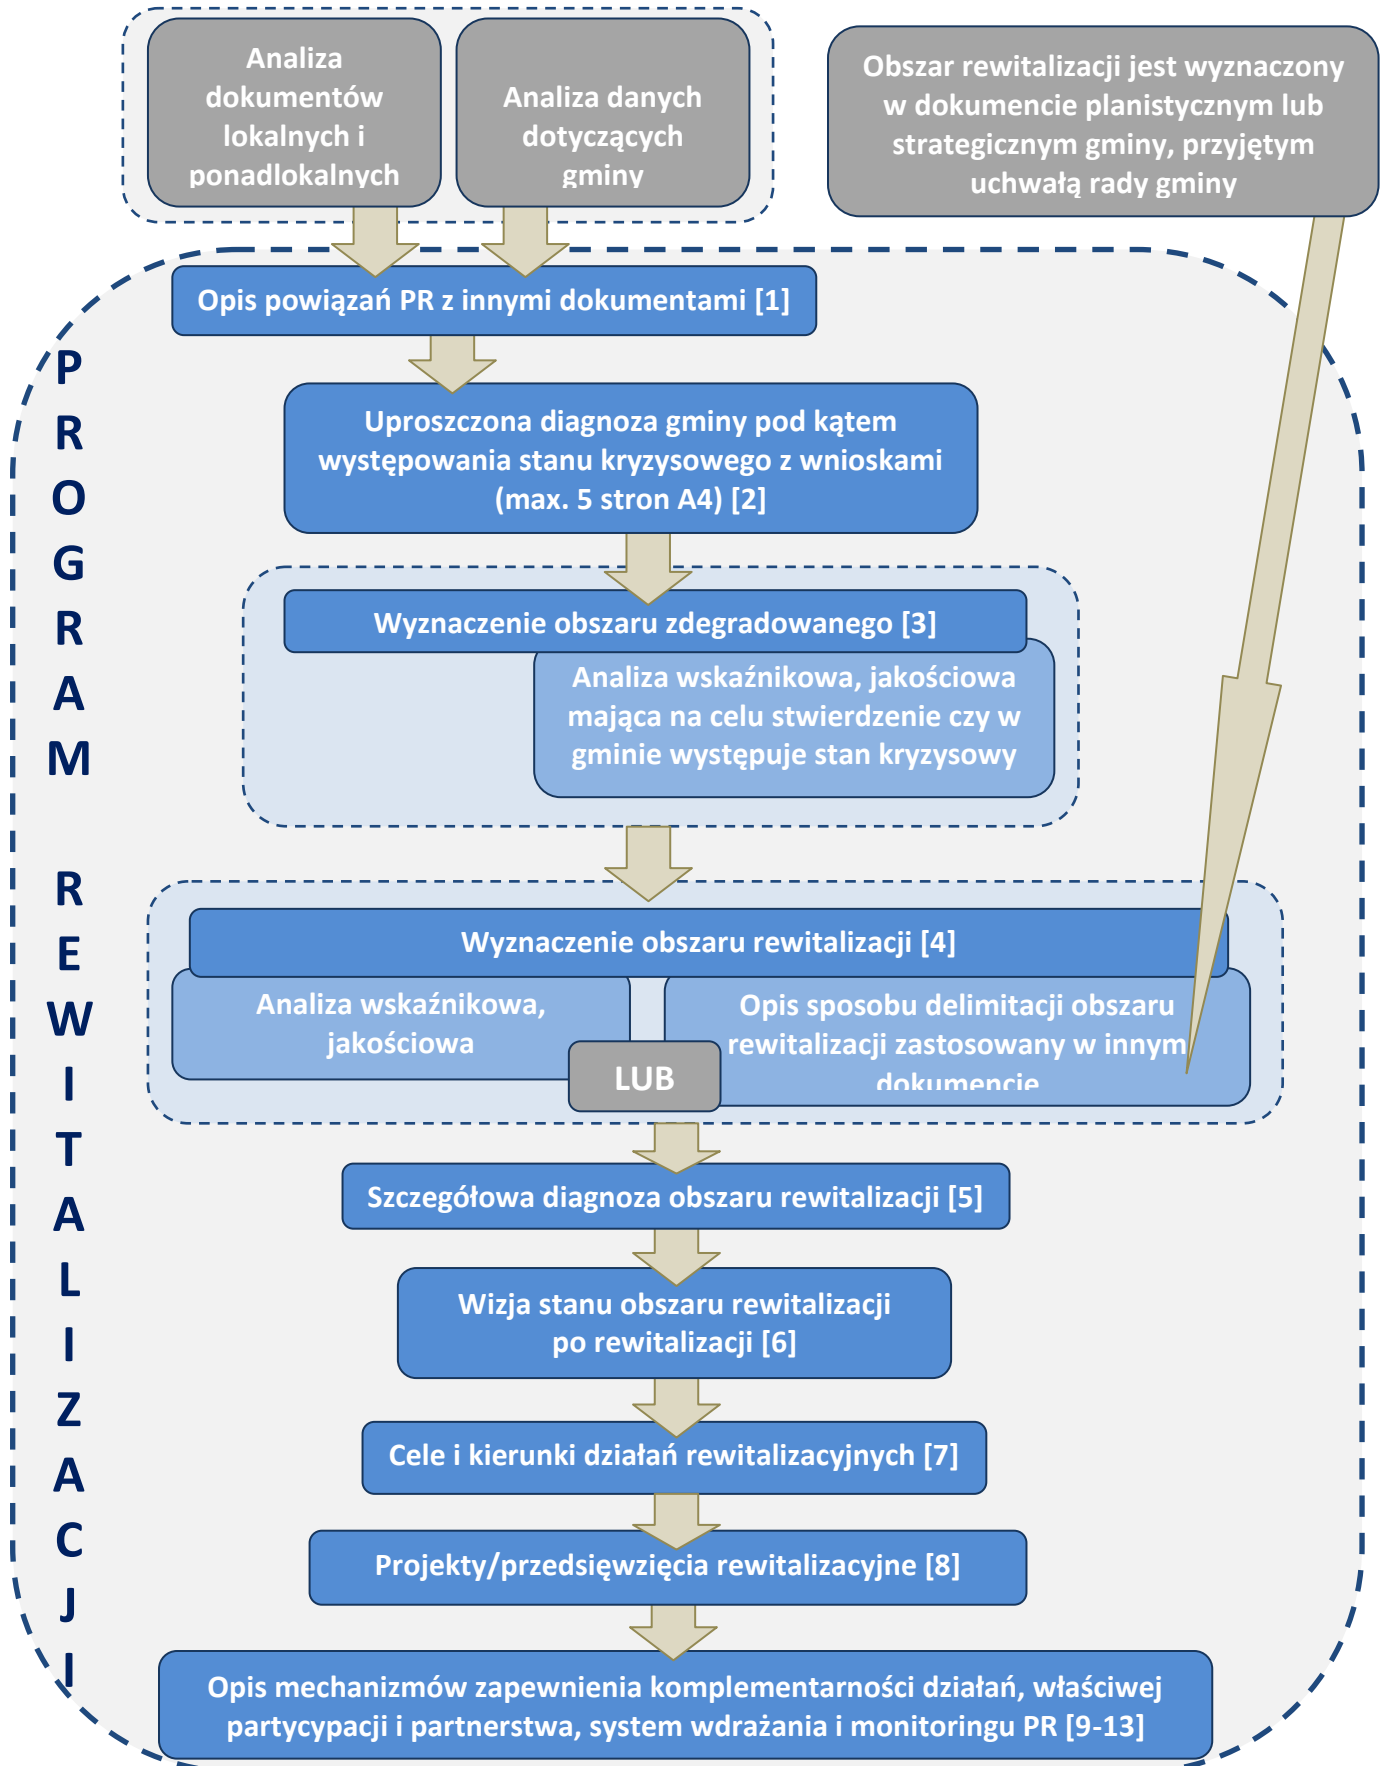 Analiza
dokumentów
lokalnych i
ponadlokalnych
Analiza danych
dotyczących
gminy
Obszar rewitalizacji jest wyznaczony
w dokumencie planistycznym lub
strategicznym gminy, przyjętym
uchwałą rady gminy
PROGRAM REWITALIZACJI
Opis powiązań PR z innymi dokumentami [1]
Uproszczona diagnoza gminy pod kątem
występowania stanu kryzysowego z wnioskami
(max. 5 stron A4) [2]
Wyznaczenie obszaru zdegradowanego [3]
Analiza wskaźnikowa, jakościowa
mająca na celu stwierdzenie czy w
gminie występuje stan kryzysowy
Wyznaczenie obszaru rewitalizacji [4]
Analiza wskaźnikowa,
jakościowa
LUB
Opis sposobu delimitacji obszaru
rewitalizacji zastosowany w innym
dokumencie
Szczegółowa diagnoza obszaru rewitalizacji [5]
Wizja stanu obszaru rewitalizacji
po rewitalizacji [6]
Cele i kierunki działań rewitalizacyjnych [7]
Projekty/przedsięwzięcia rewitalizacyjne [8]
Opis mechanizmów zapewnienia komplementarności działań, właściwej
partycypacji i partnerstwa, system wdrażania i monitoringu PR [9-13]